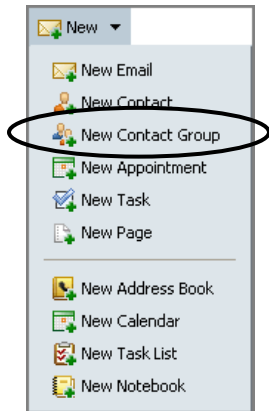 New
New Email
New Contact
New Contact Group
New Appointment
New Task
New Page
New Address Book
New Calendar
New Task List
New Notebook